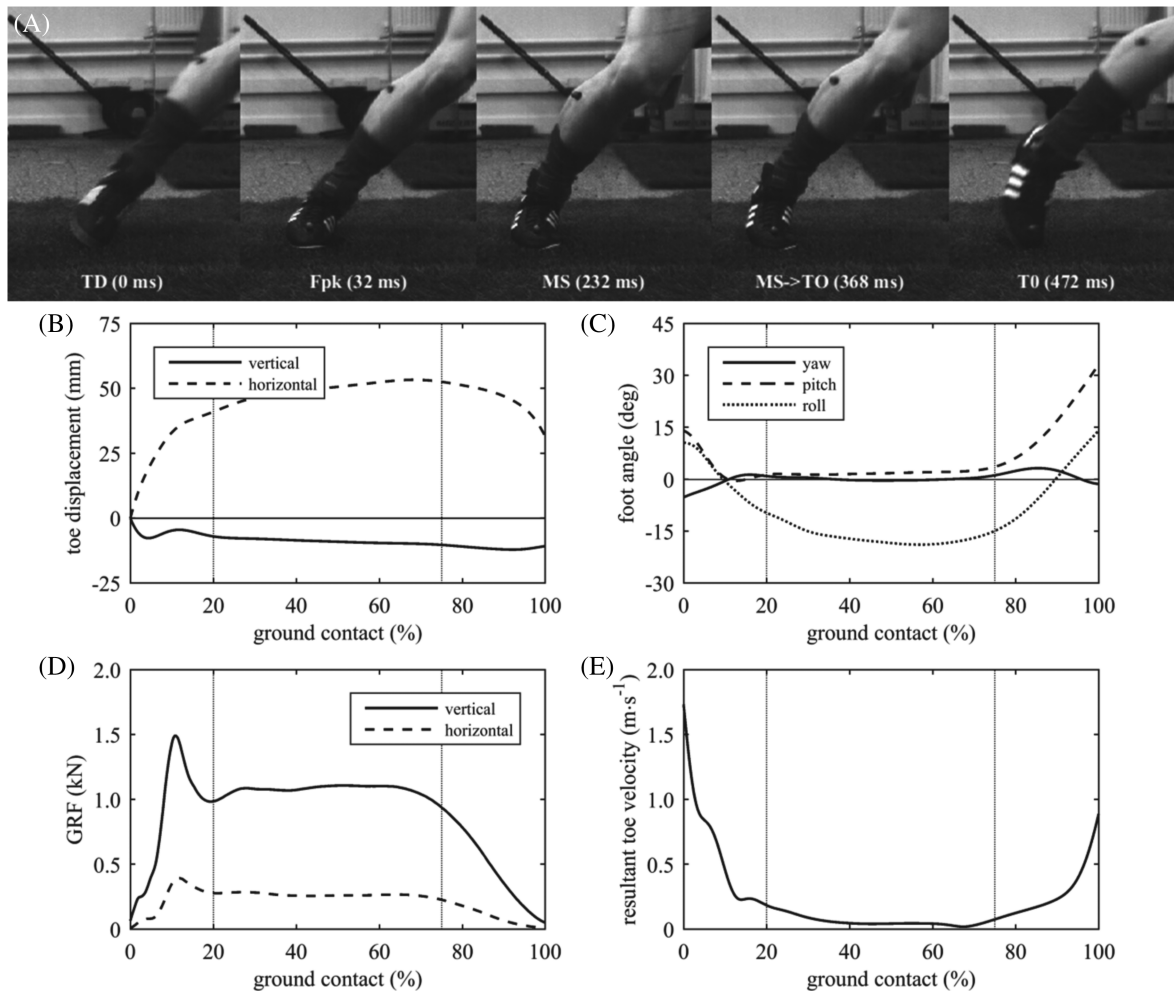 (A)
TD (0 ms)
Fpk (32 ms)
MS (232 ms)
MS->TO (368 ms)
T0 (472 ms)
(B)
75
50
25
0
-25
toe displacement (mm)
vertical
horizontal
0
20
40
60
80
100
ground contact (%)
(C)
45
30
15
0
-15
-30
foot angle (deg)
yaw
pitch
roll
0
20
40
60
80
100
ground contact (%)
(D)
2.0
1.5
1.0
0.5
0
GRF (kN)
vertical
horizontal
0
20
40
60
80
100
ground contact (%)
(E)
2.0
1.5
1.0
0.5
0
resultant toe velocity (m·s⁻¹)
0
20
40
60
80
100
ground contact (%)